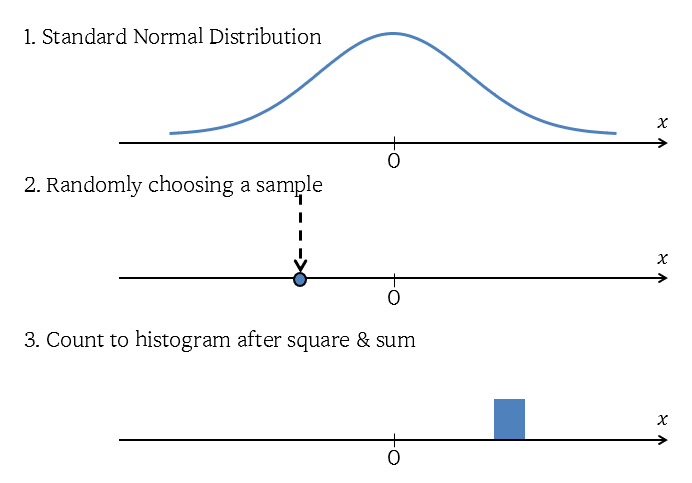 1. Standard Normal Distribution
x
0
2. Randomly choosing a sample
x
0
3. Count to histogram after square & sum
x
0